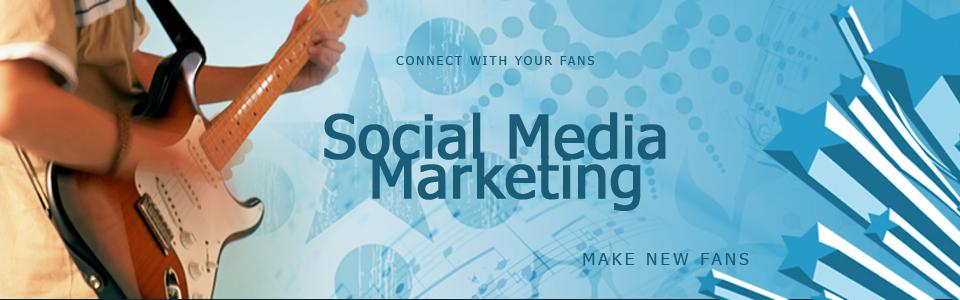 CONNECT WITH YOUR FANS
Social Media
Marketing
MAKE NEW FANS